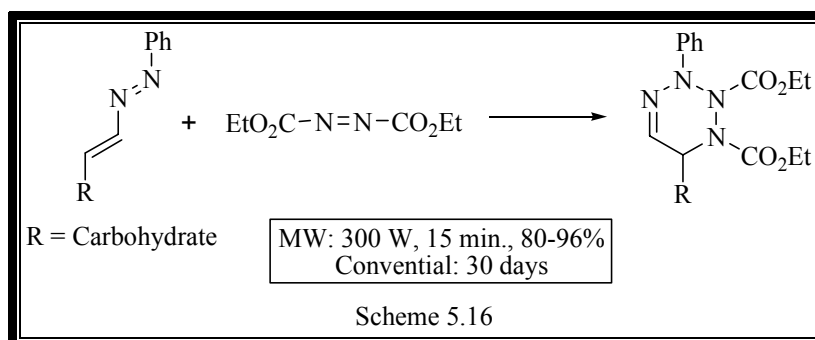 Ph
N
N
R
+
EtO₂C–N=N–CO₂Et
Ph
N
N
N
N
CO₂Et
CO₂Et
R
R = Carbohydrate
MW: 300 W, 15 min., 80-96%
Convential: 30 days
Scheme 5.16